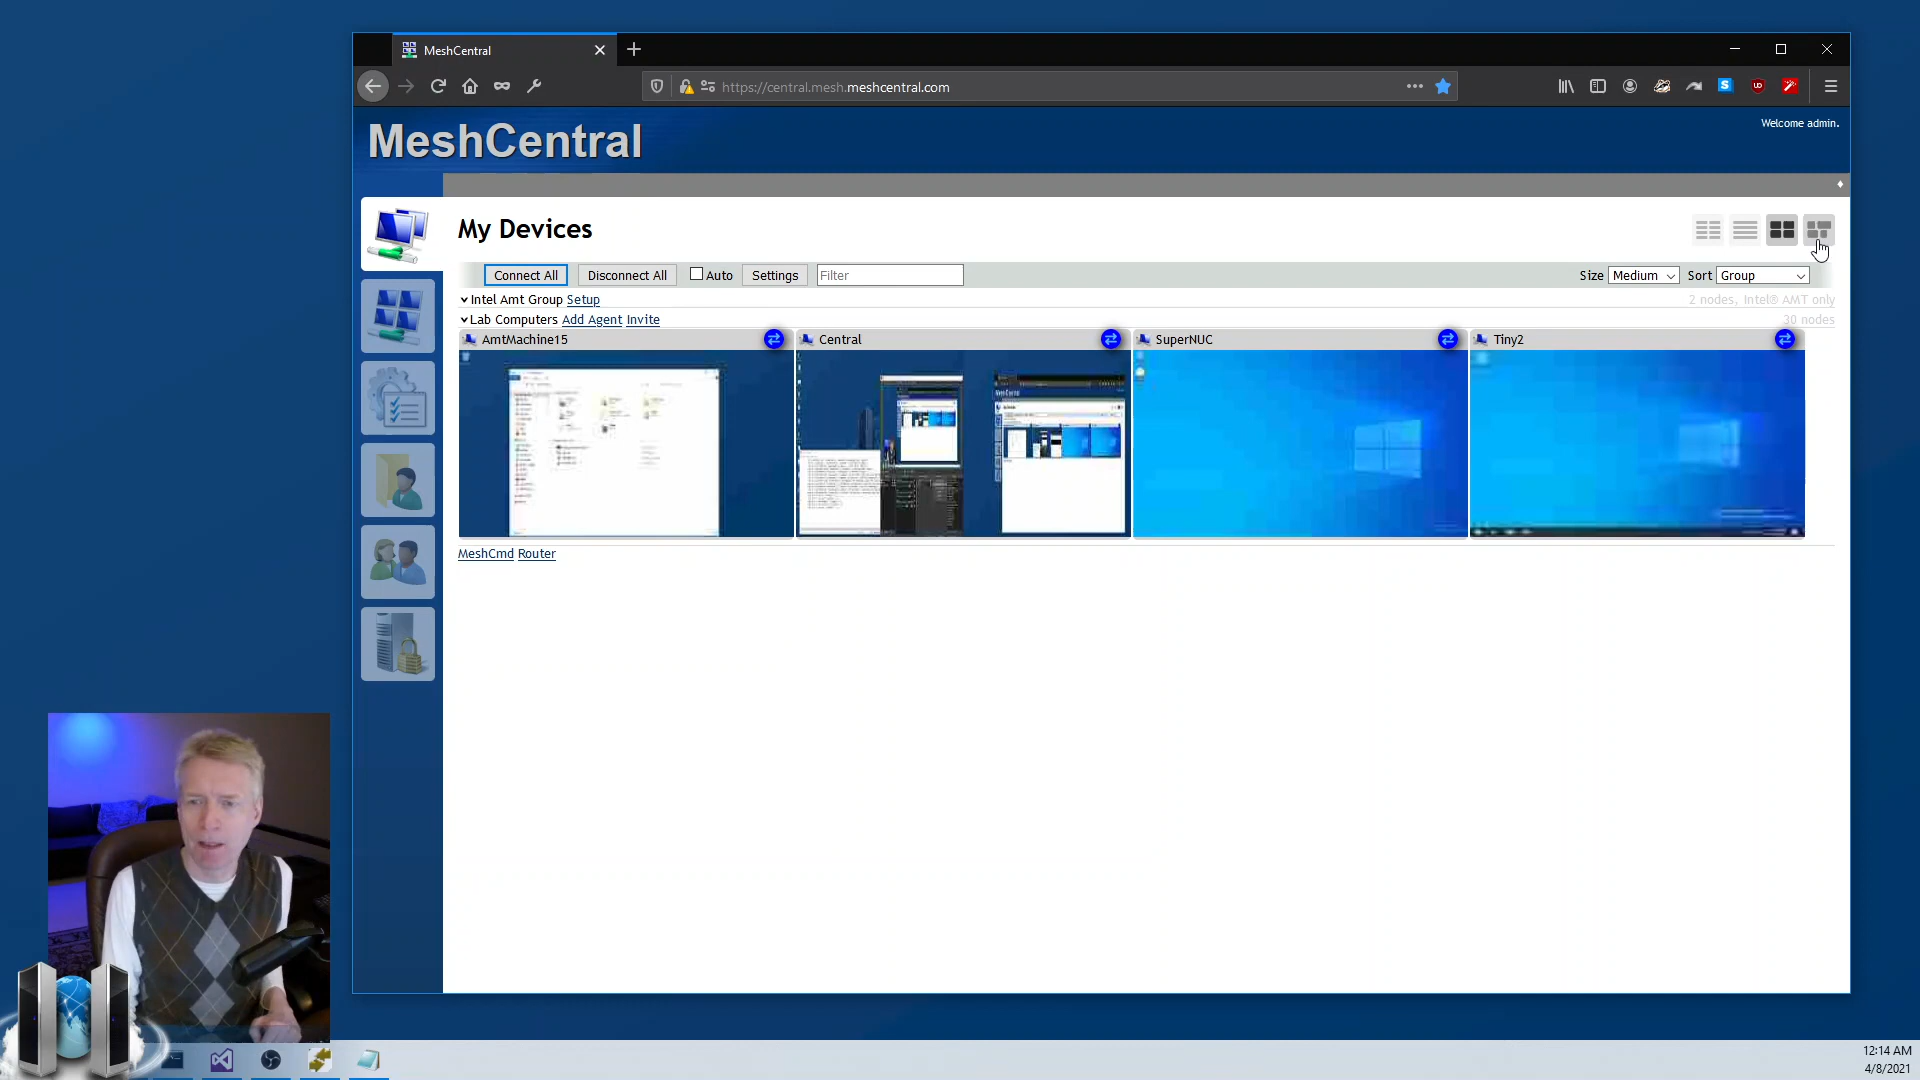 MeshCentral
https://central.mesh.meshcentral.com
MeshCentral
Welcome admin.
My Devices
Connect All
Disconnect All
Auto
Settings
Filter
Size
Medium
Sort
Group
Intel Amt Group Setup
2 nodes, Intel® AMT only
Lab Computers Add Agent Invite
30 nodes
AmtMachine15
Central
SuperNUC
Tiny2
MeshCmd Router
12:14 AM
4/8/2021